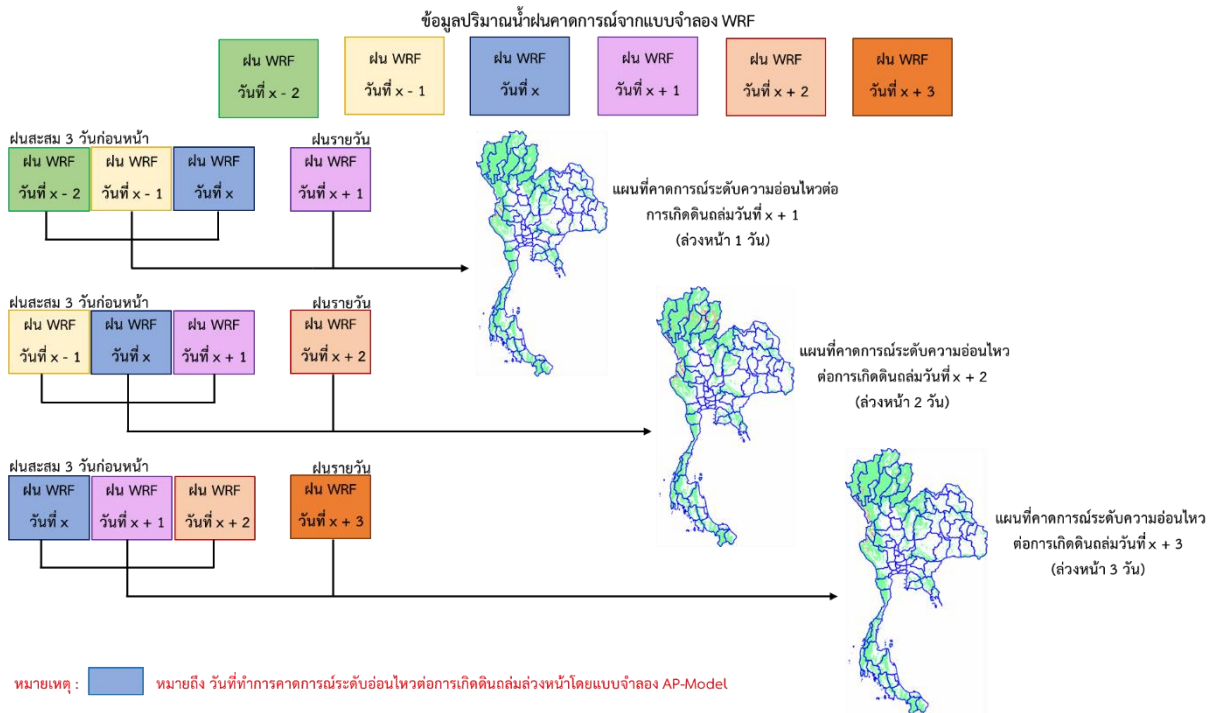 ข้อมูลปริมาณน้ำฝนคาดการณ์จากแบบจำลอง WRF
ฝน WRF
วันที่ x - 2
ฝน WRF
วันที่ x - 1
ฝน WRF
วันที่ x
ฝน WRF
วันที่ x + 1
ฝน WRF
วันที่ x + 2
ฝน WRF
วันที่ x + 3
ฝนสะสม 3 วันก่อนหน้า
ฝนรายวัน
ฝน WRF
วันที่ x - 2
ฝน WRF
วันที่ x - 1
ฝน WRF
วันที่ x
ฝน WRF
วันที่ x + 1
แผนที่คาดการณ์ระดับความอ่อนไหวต่อ
การเกิดดินถล่มวันที่ x + 1
(ล่วงหน้า 1 วัน)
ฝนสะสม 3 วันก่อนหน้า
ฝนรายวัน
ฝน WRF
วันที่ x - 1
ฝน WRF
วันที่ x
ฝน WRF
วันที่ x + 1
ฝน WRF
วันที่ x + 2
แผนที่คาดการณ์ระดับความอ่อนไหว
ต่อการเกิดดินถล่มวันที่ x + 2
(ล่วงหน้า 2 วัน)
ฝนสะสม 3 วันก่อนหน้า
ฝนรายวัน
ฝน WRF
วันที่ x
ฝน WRF
วันที่ x + 1
ฝน WRF
วันที่ x + 2
ฝน WRF
วันที่ x + 3
แผนที่คาดการณ์ระดับความอ่อนไหว
ต่อการเกิดดินถล่มวันที่ x + 3
(ล่วงหน้า 3 วัน)
หมายเหตุ : หมายถึง วันที่ทำการคาดการณ์ระดับอ่อนไหวต่อการเกิดดินถล่มล่วงหน้าโดยแบบจำลอง AP-Model